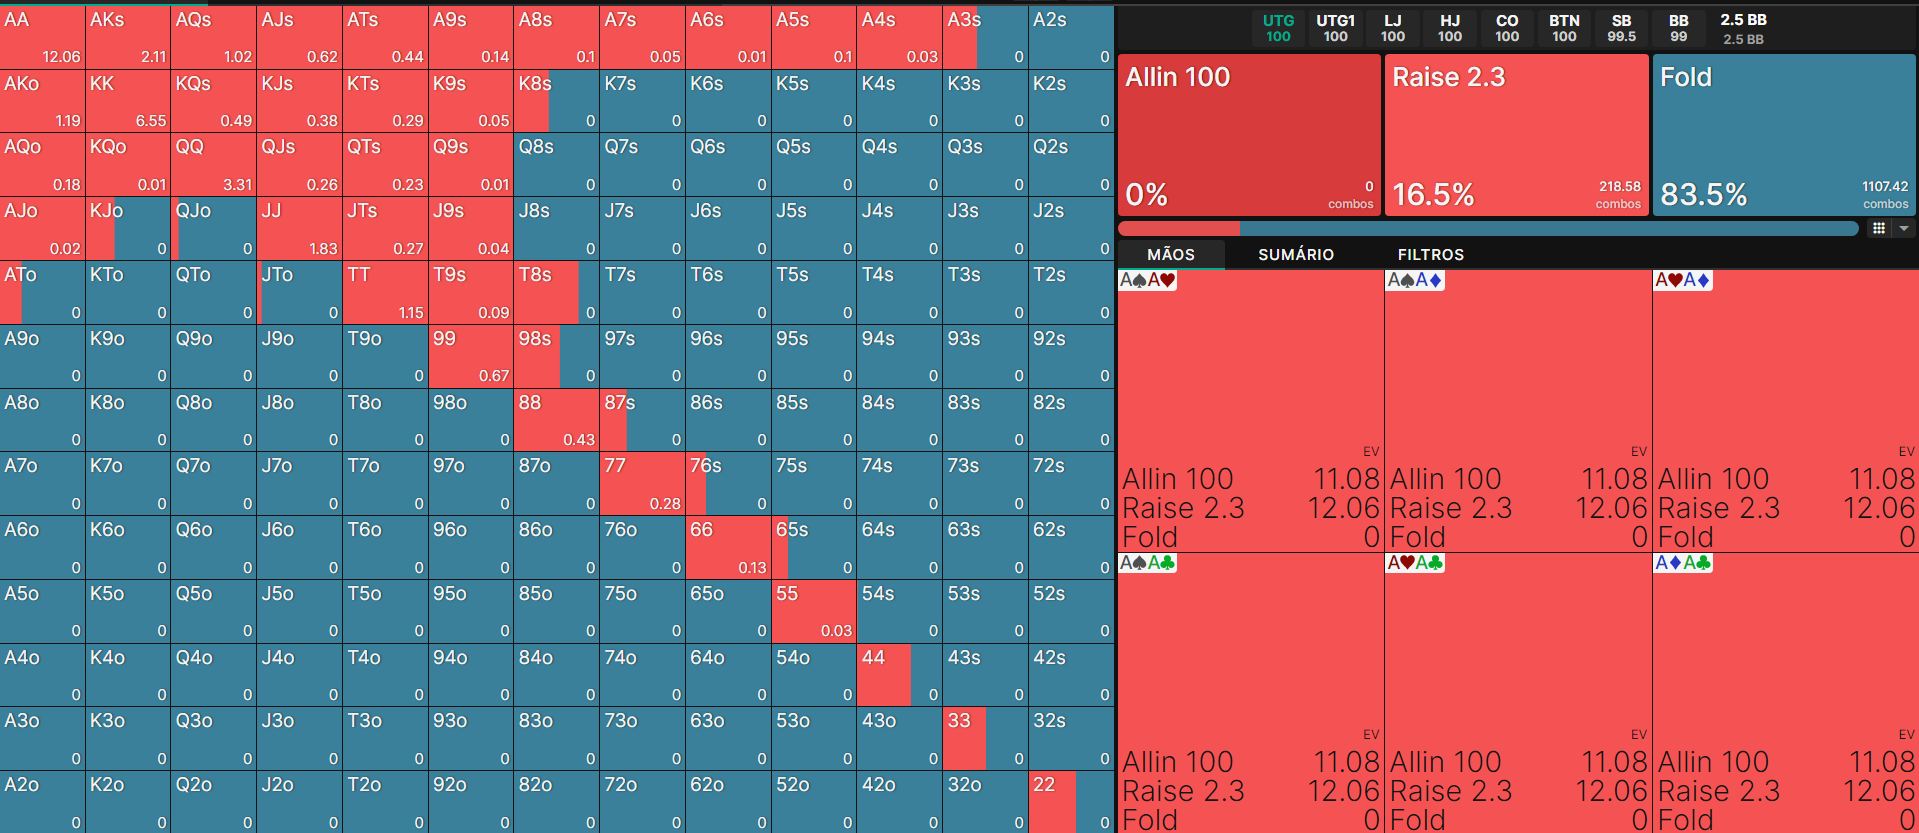 AA AKs AQs AJs ATs A9s A8s A7s A6s A5s A4s A3s A2s
12.06 2.11 1.02 0.62 0.44 0.14 0.1 0.05 0.01 0.1 0.03 0 0
AKo KK KQs KJs KTs K9s K8s K7s K6s K5s K4s K3s K2s
1.19 6.55 0.49 0.38 0.29 0.05 0 0 0 0 0 0 0
AQo KQo QQ QJs QTs Q9s Q8s Q7s Q6s Q5s Q4s Q3s Q2s
0.18 0.01 3.31 0.26 0.23 0.01 0 0 0 0 0 0 0
AJo KJo QJo JJ JTs J9s J8s J7s J6s J5s J4s J3s J2s
0.02 0 0 1.83 0.27 0.04 0 0 0 0 0 0 0
ATo KTo QTo JTo TT T9s T8s T7s T6s T5s T4s T3s T2s
0 0 0 0 1.15 0.09 0 0 0 0 0 0 0
A9o K9o Q9o J9o T9o 99 98s 97s 96s 95s 94s 93s 92s
0 0 0 0 0 0.67 0 0 0 0 0 0 0
A8o K8o Q8o J8o T8o 98o 88 87s 86s 85s 84s 83s 82s
0 0 0 0 0 0 0.43 0 0 0 0 0 0
A7o K7o Q7o J7o T7o 97o 87o 77 76s 75s 74s 73s 72s
0 0 0 0 0 0 0 0.28 0 0 0 0 0
A6o K6o Q6o J6o T6o 96o 86o 76o 66 65s 64s 63s 62s
0 0 0 0 0 0 0 0 0.13 0 0 0 0
A5o K5o Q5o J5o T5o 95o 85o 75o 65o 55 54s 53s 52s
0 0 0 0 0 0 0 0 0 0.03 0 0 0
A4o K4o Q4o J4o T4o 94o 84o 74o 64o 54o 44 43s 42s
0 0 0 0 0 0 0 0 0 0 0 0 0
A3o K3o Q3o J3o T3o 93o 83o 73o 63o 53o 43o 33 32s
0 0 0 0 0 0 0 0 0 0 0 0 0
A2o K2o Q2o J2o T2o 92o 82o 72o 62o 52o 42o 32o 22
0 0 0 0 0 0 0 0 0 0 0 0 0
UTG UTG1 LJ HJ CO BTN SB BB 2.5 BB
100 100 100 100 100 100 99.5 99 2.5 BB
Allin 100 Raise 2.3 Fold
0 218.58 1107.42
0% combos 16.5% combos 83.5% combos
MÃOS SUMÁRIO FILTROS
A♠A♥ A♠A♦ A♥A♦
EV EV EV
Allin 100 11.08 Allin 100 11.08 Allin 100 11.08
Raise 2.3 12.06 Raise 2.3 12.06 Raise 2.3 12.06
Fold 0 Fold 0 Fold 0
A♠A♣ A♥A♣ A♦A♣
EV EV EV
Allin 100 11.08 Allin 100 11.08 Allin 100 11.08
Raise 2.3 12.06 Raise 2.3 12.06 Raise 2.3 12.06
Fold 0 Fold 0 Fold 0